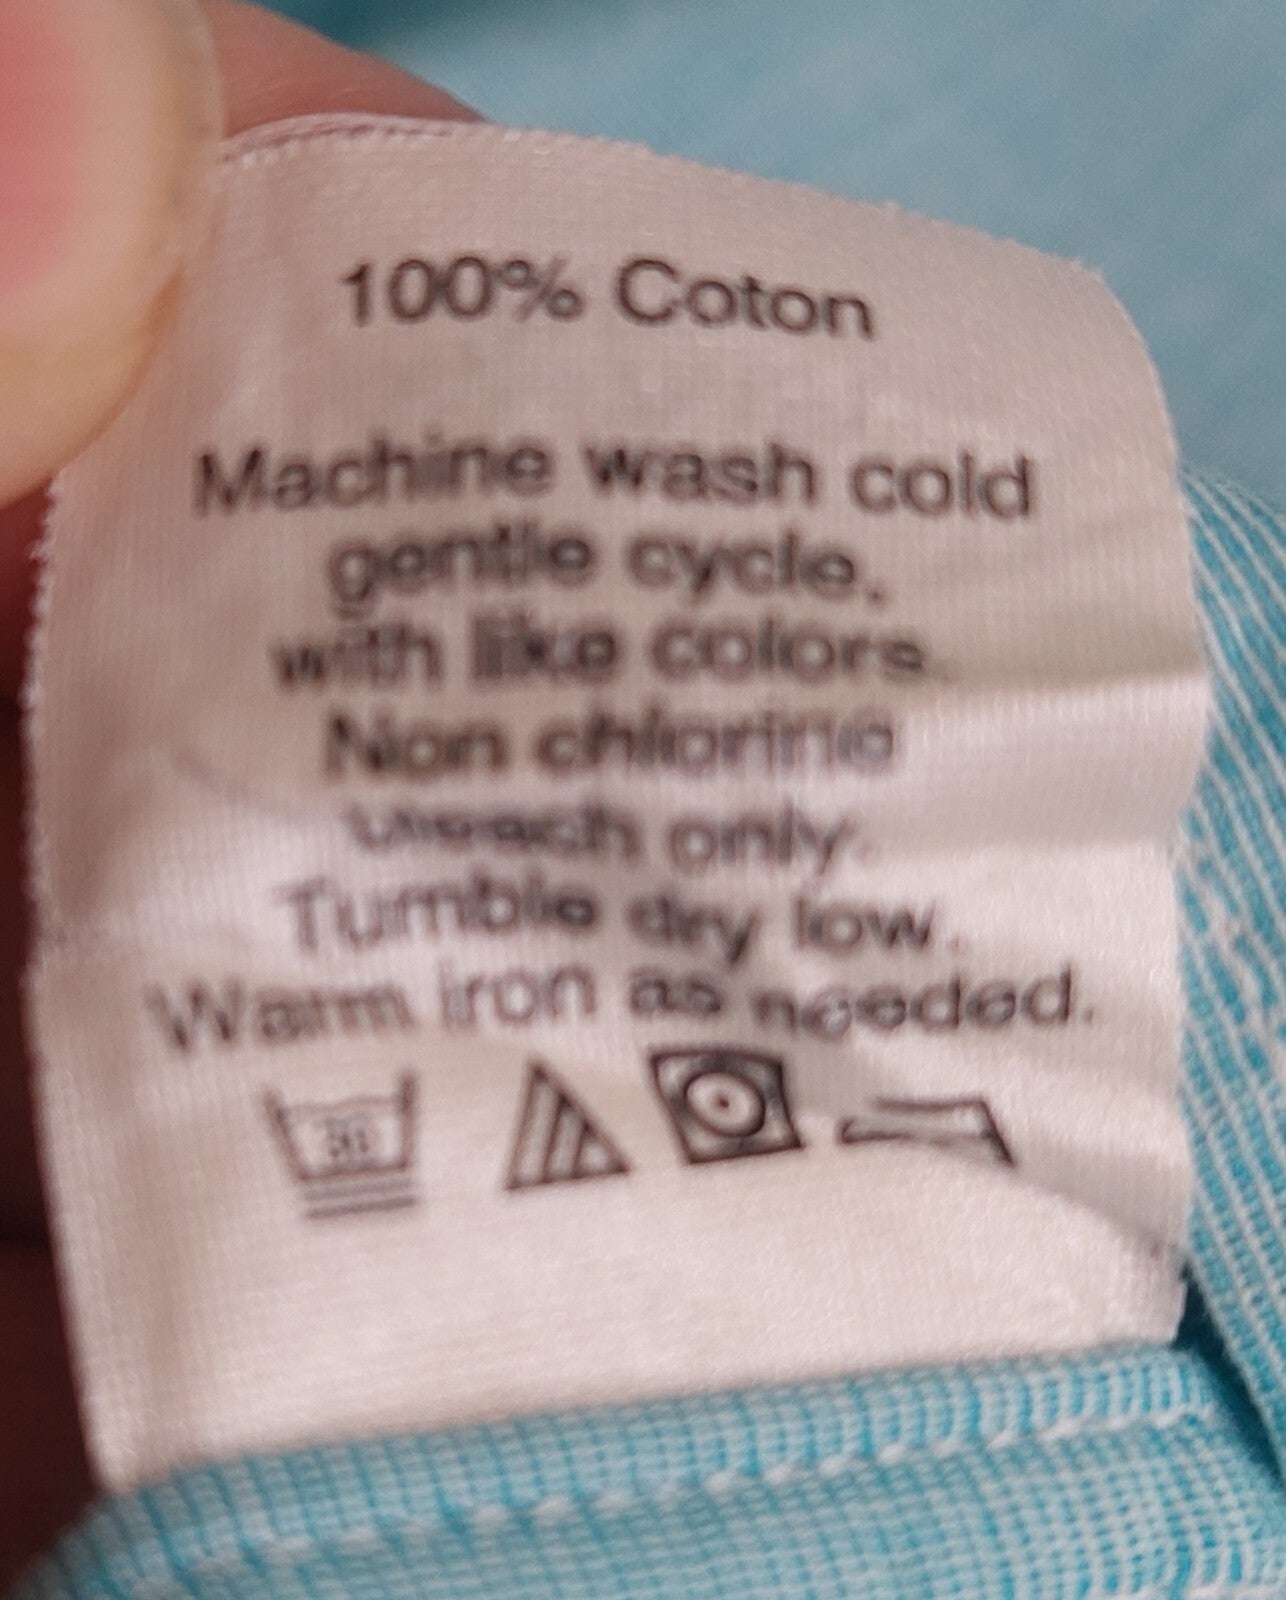 100% Coton
Machine wash cold
gentle cycle.
with like colors.
Non chlorine
bleach only.
Tumble dry low.
Warm iron as needed.
30